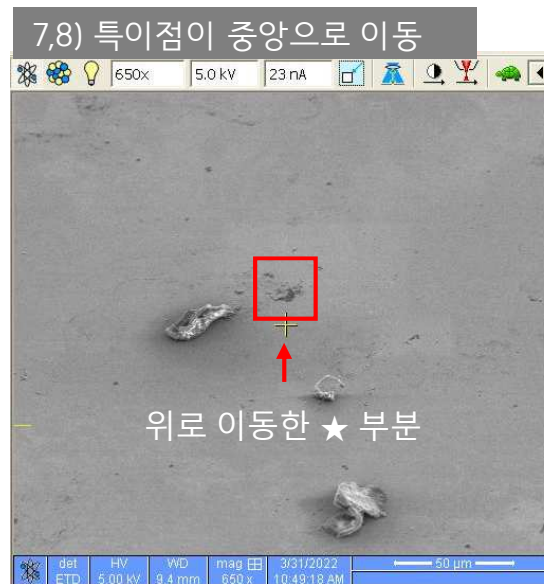 7,8) 특이점이 중앙으로 이동
650x 5.0 kV 23 nA
위로 이동한 ★ 부분
det HV WD mag 3/31/2022 50 µm
ETD 5.00 kV 9.4 mm 650 x 10:49:18 AM